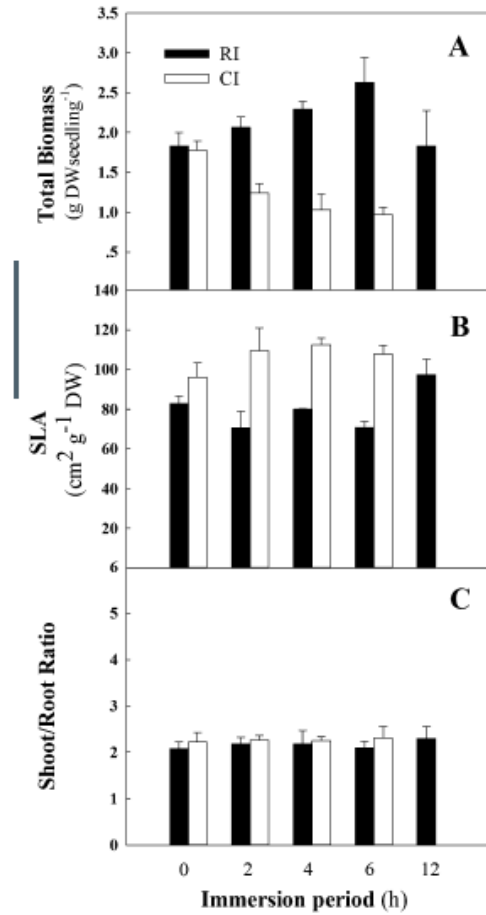 3.5
3.0
2.5
2.0
1.5
1.0
.5
Total Biomass
(g DWseedling-1)
RI
CI
A
140
120
100
80
60
40
20
SLA
(cm2 g-1 DW)
B
6
5
4
3
2
1
0
Shoot/Root Ratio
C
0 2 4 6 12
Immersion period (h)